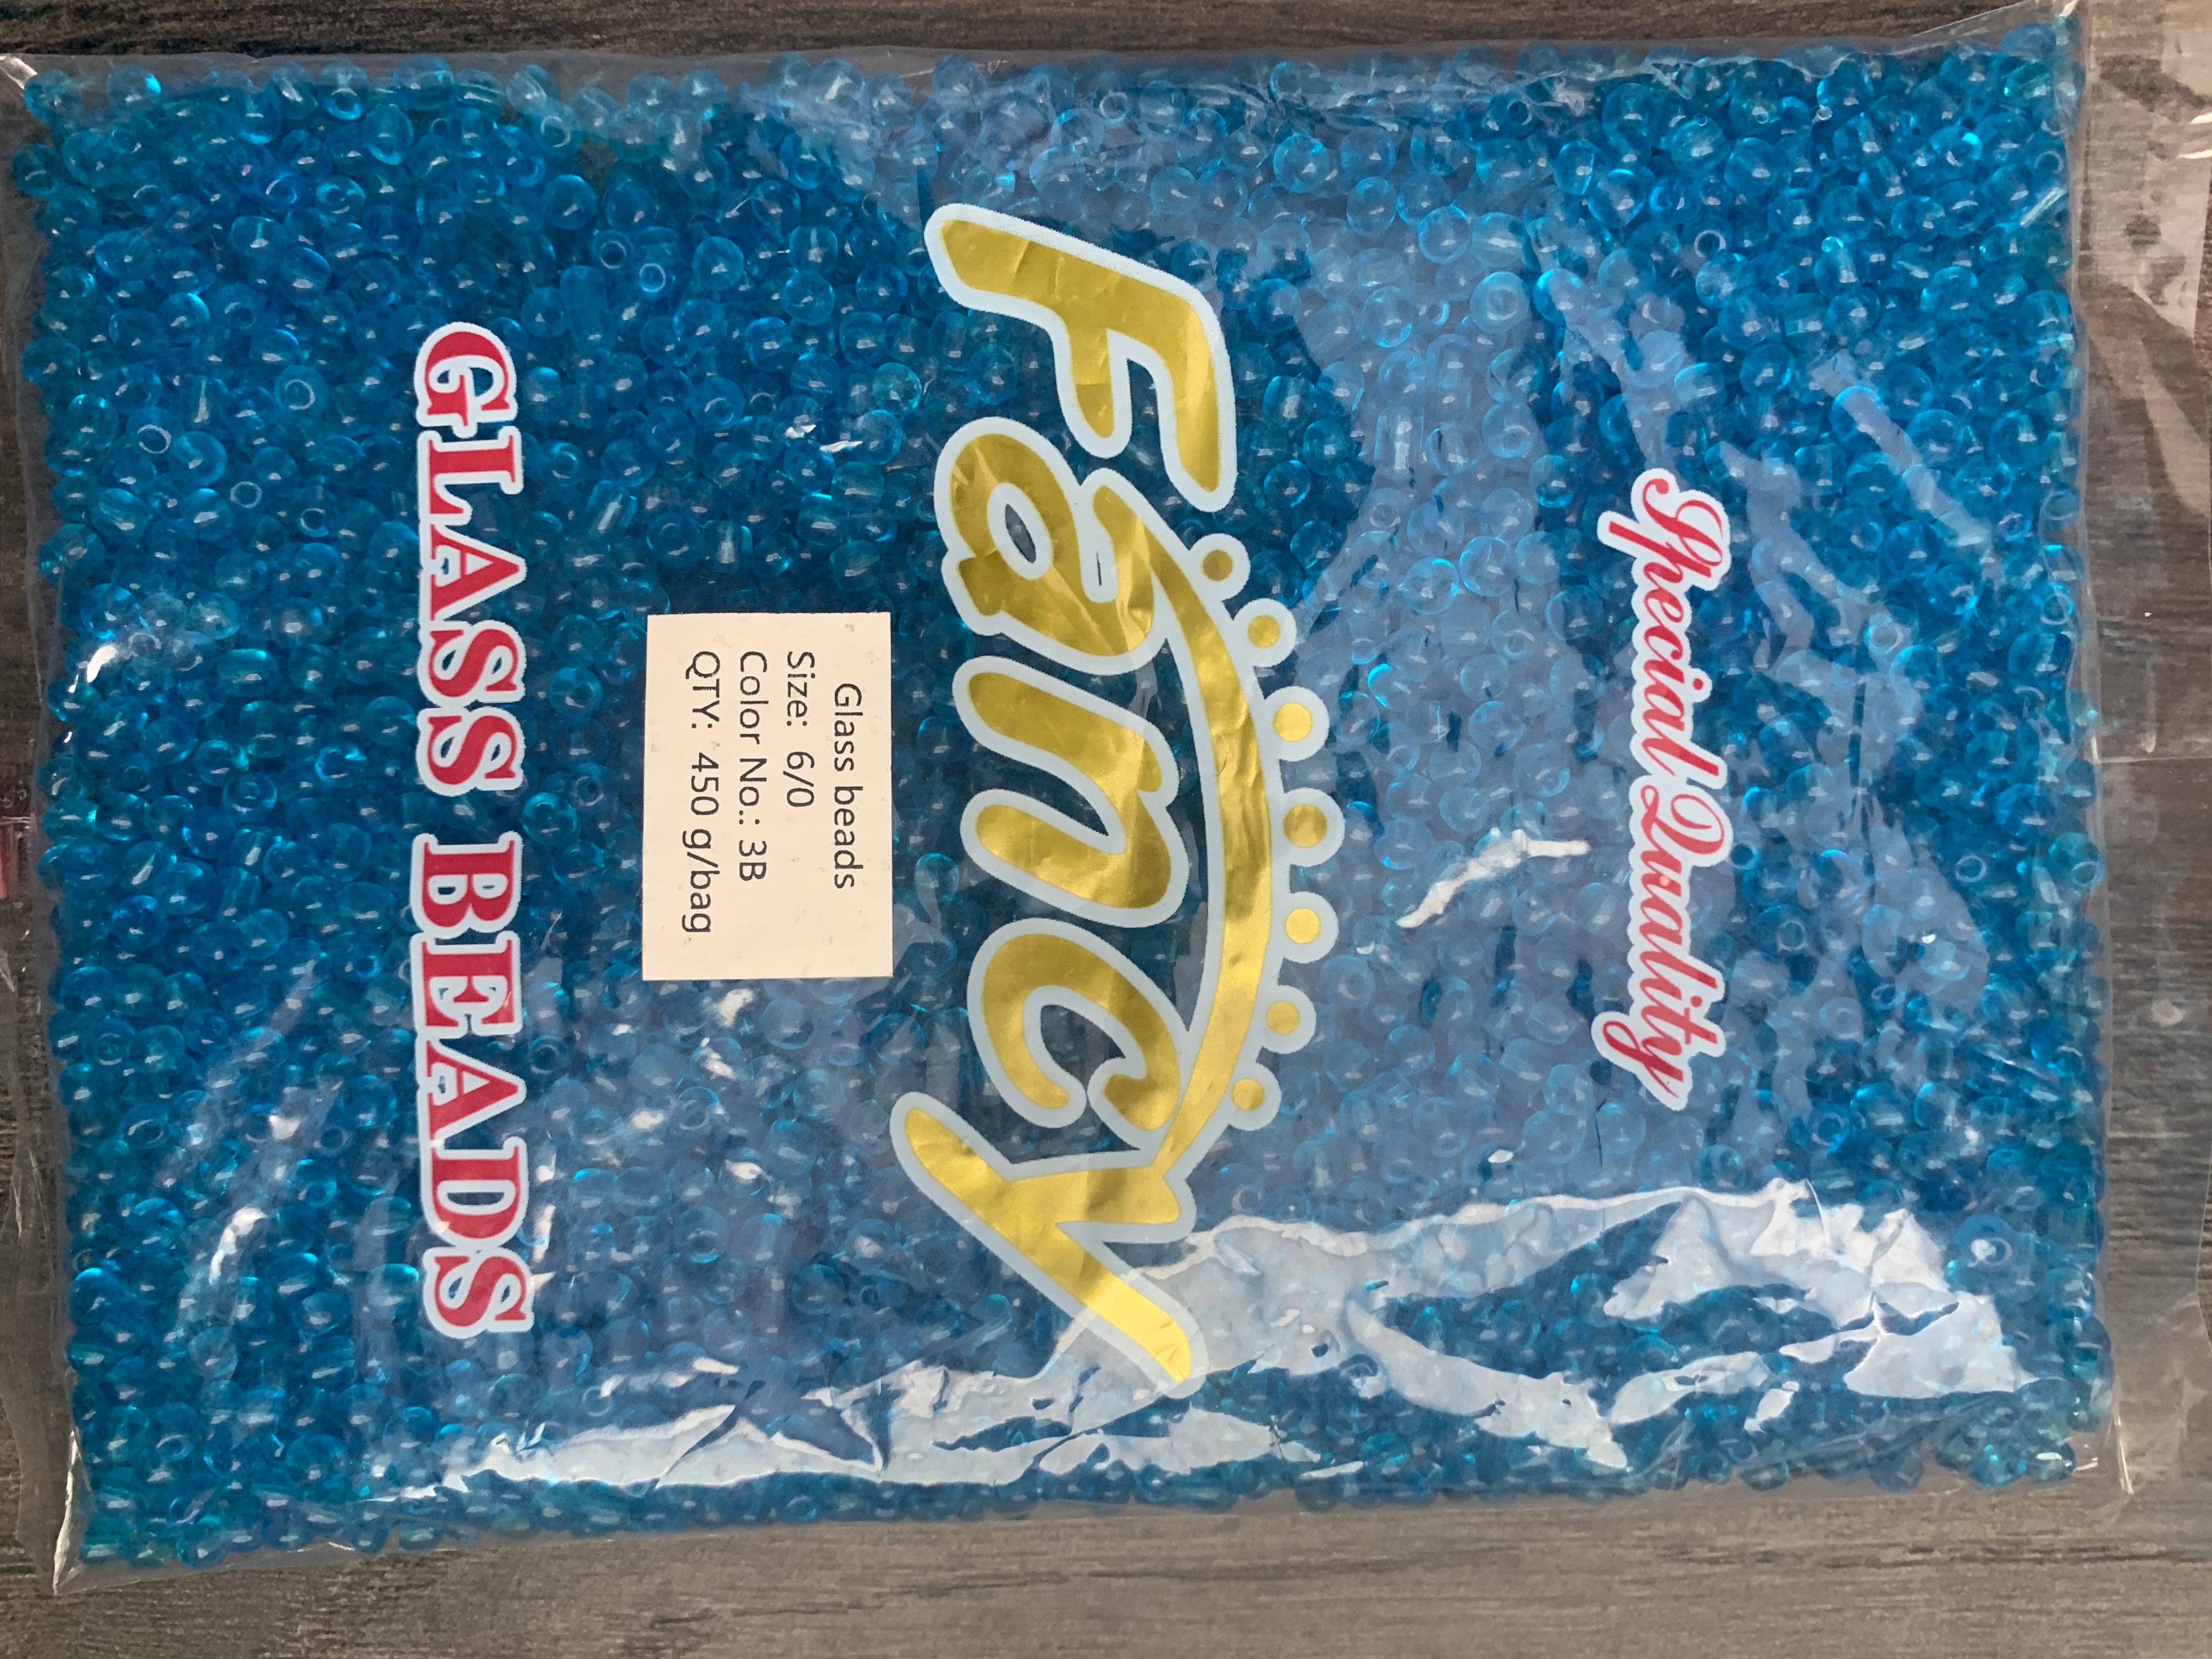 Special Quality
Fancy
Glass beads
Size: 6/0
Color No.: 3B
QTY: 450 g/bag
GLASS BEADS